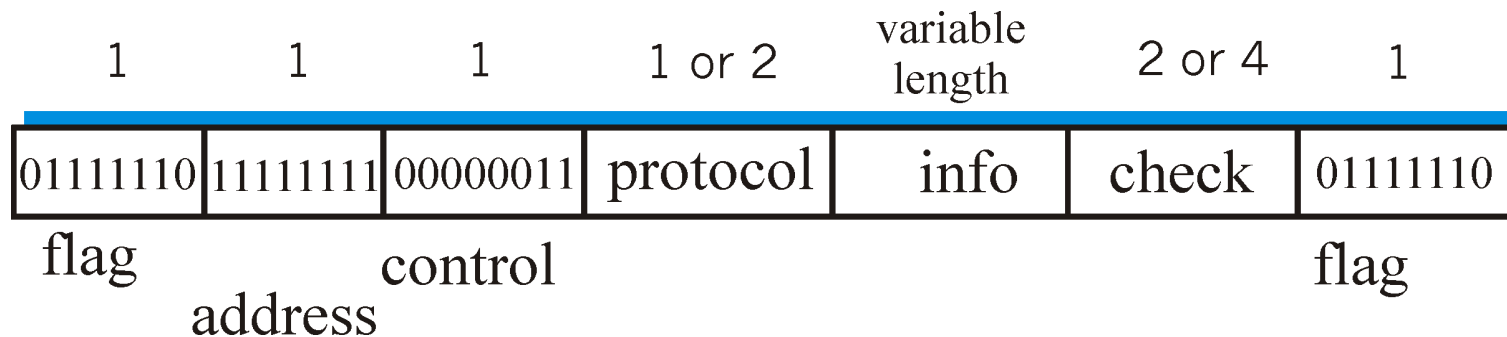 1 1 1 1 or 2 variable length 2 or 4 1
01111110 11111111 00000011 protocol info check 01111110
flag address control flag